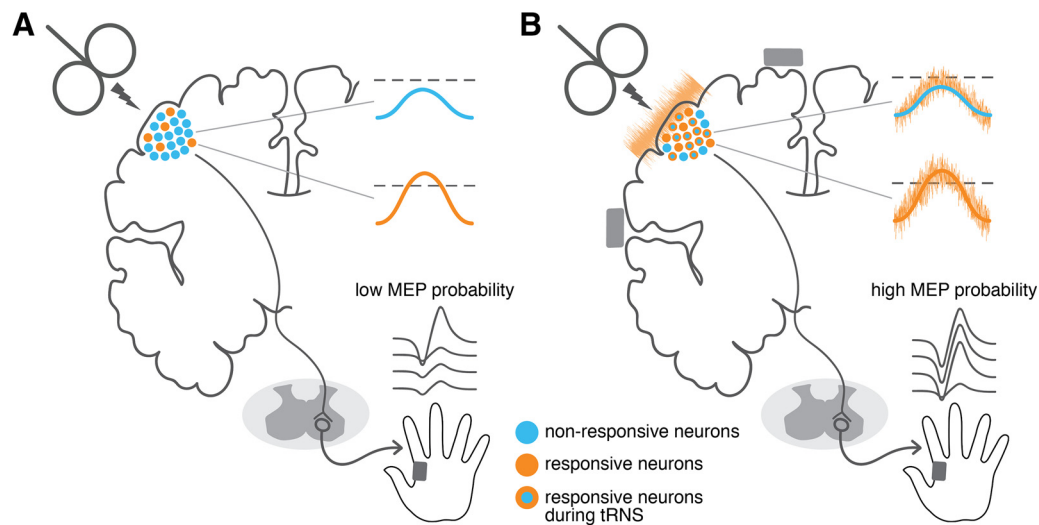 A
B
low MEP probability
high MEP probability
non-responsive neurons
responsive neurons
responsive neurons
during tRNS